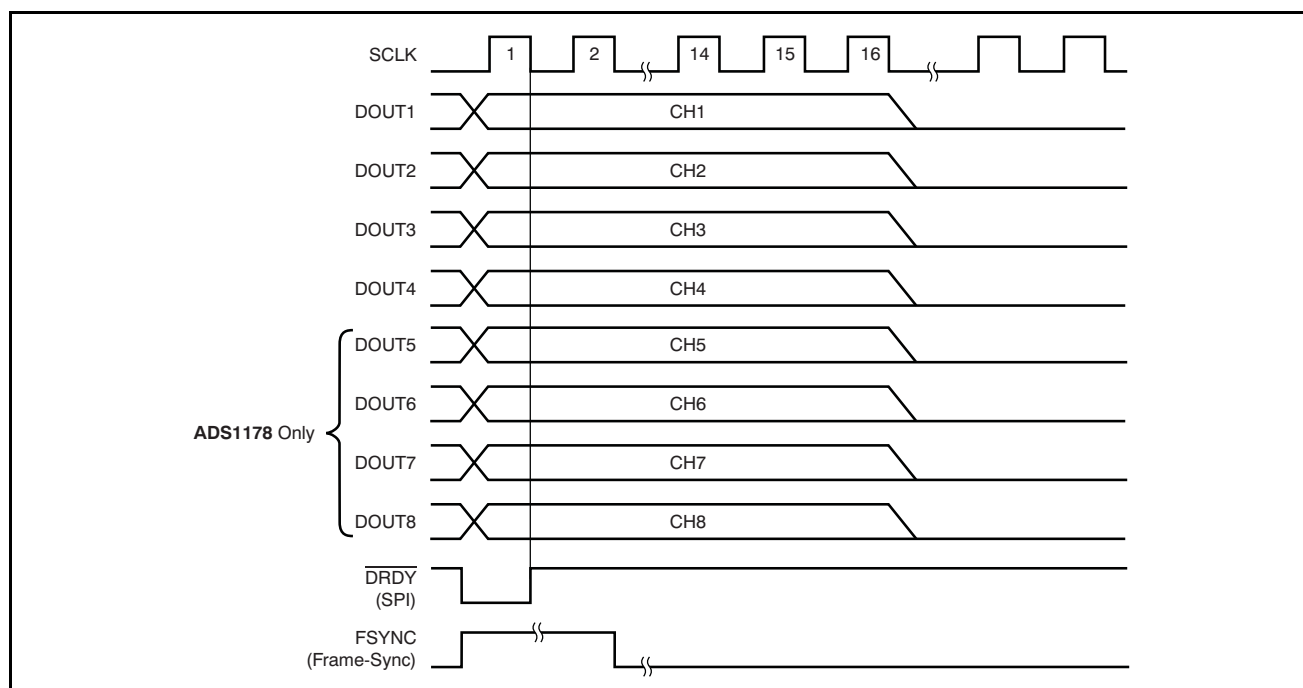 SCLK
1 2 14 15 16
DOUT1
CH1
DOUT2
CH2
DOUT3
CH3
DOUT4
CH4
DOUT5
CH5
DOUT6
CH6
ADS1178 Only
DOUT7
CH7
DOUT8
CH8
DRDY
(SPI)
FSYNC
(Frame-Sync)